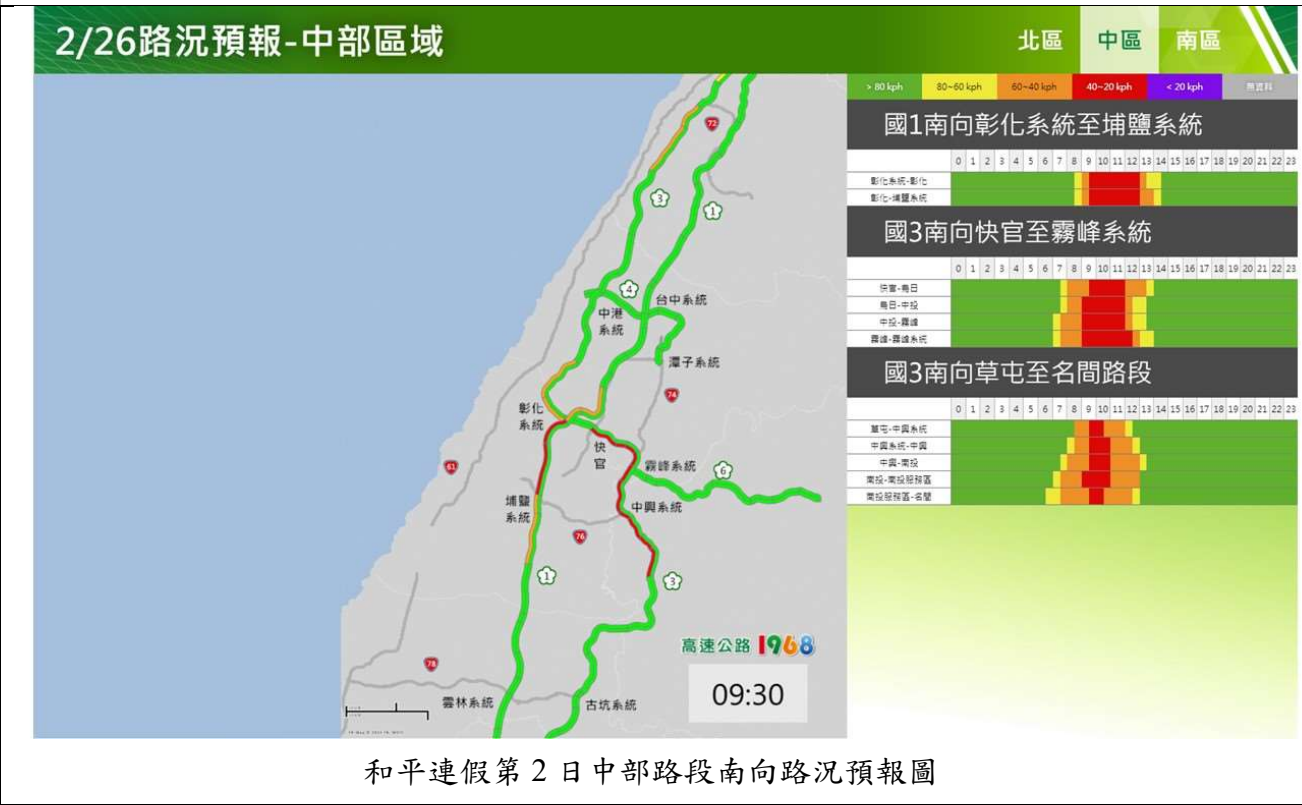 2/26路況預報-中部區域
北區 中區 南區
> 80 kph 80~60 kph 60~40 kph 40~20 kph < 20 kph 無資料
國1南向彰化系統至埔鹽系統
0 1 2 3 4 5 6 7 8 9 10 11 12 13 14 15 16 17 18 19 20 21 22 23
彰化系統-彰化
彰化-埔鹽系統
國3南向快官至霧峰系統
0 1 2 3 4 5 6 7 8 9 10 11 12 13 14 15 16 17 18 19 20 21 22 23
快官-烏日
烏日-中投
中投-霧峰
霧峰-霧峰系統
國3南向草屯至名間路段
0 1 2 3 4 5 6 7 8 9 10 11 12 13 14 15 16 17 18 19 20 21 22 23
草屯-中興系統
中興系統-中興
中興-南投
南投-南投服務區
南投服務區-名間
72
3
1
4
台中系統
中港
系統
潭子系統
74
彰化
系統
快
官
61
霧峰系統
6
埔鹽
系統
中興系統
76
1
3
高速公路1968
78
09:30
雲林系統
古坑系統
和平連假第2日中部路段南向路況預報圖